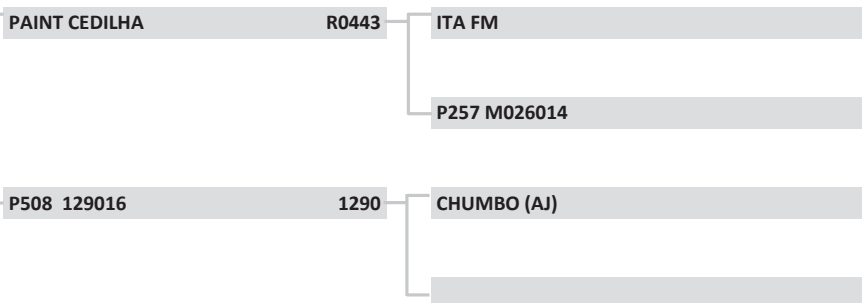 PAINT CEDILHA R0443 ITA FM
P257 M026014
P508 129016 1290 CHUMBO (AJ)